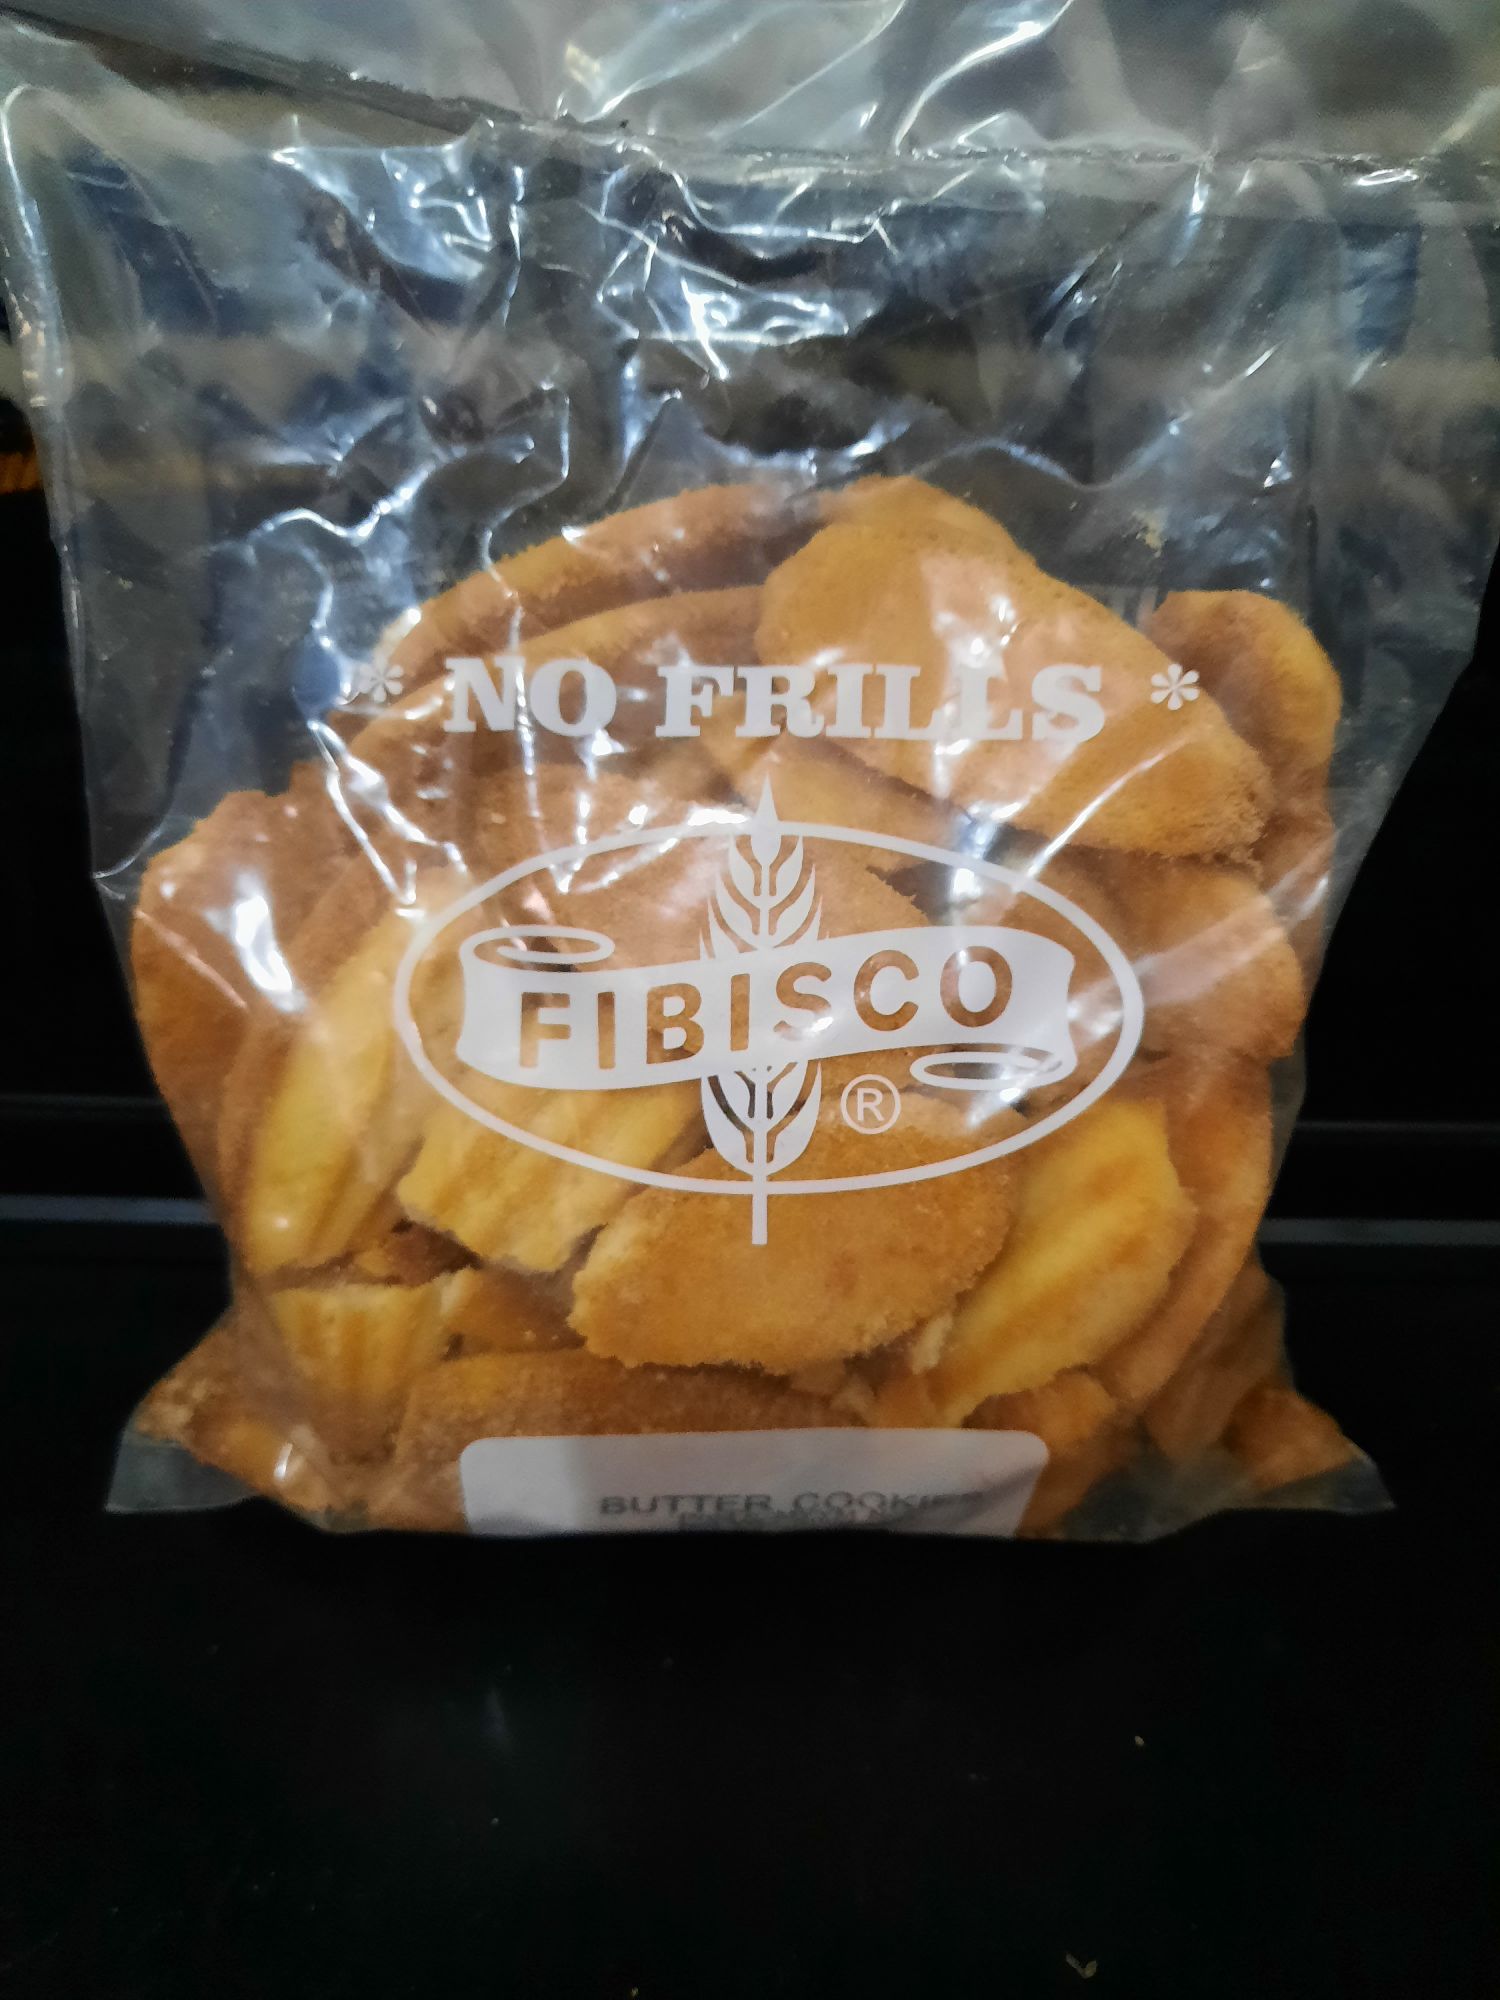 * NO FRILLS *
FIBISCO
®
BUTTER COOKIES